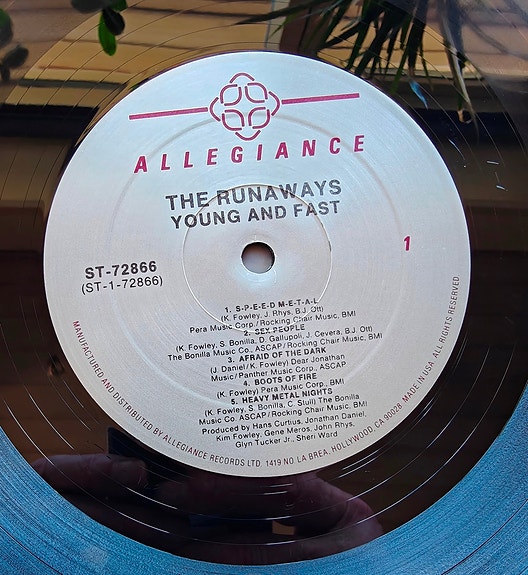 ALLEGIANCE
THE RUNAWAYS
YOUNG AND FAST
1
ST-72866
(ST-1-72866)
1. S-P-E-E-D M-E-T-A-L
(K. Fowley, J. Rhys, B.J. Ott)
Pera Music Corp./Rocking Chair Music, BMI
2. SEX PEOPLE
(K. Fowley, S. Bonilla, D. Gallupoli, J. Cevera, B.J. Ott)
The Bonilla Music Co. ASCAP/Rocking Chair Music, BMI
3. AFRAID OF THE DARK
(J. Daniel/K. Fowley) Dear Jonathan
Music/Panther Music Corp., ASCAP
4. BOOTS OF FIRE
(K. Fowley) Pera Music Corp., BMI
5. HEAVY METAL NIGHTS
(K. Fowley, S. Bonilla, C. Stull) The Bonilla
Music Co. ASCAP/Rocking Chair Music, BMI
Produced by Hans Curtius, Jonathan Daniel,
Kim Fowley, Gene Meros, John Rhys,
Glyn Tucker Jr., Sheri Ward
MANUFACTURED AND DISTRIBUTED BY ALLEGIANCE RECORDS LTD. 1419 NO. LA BREA, HOLLYWOOD, CA 90028 MADE IN USA. ALL RIGHTS RESERVED